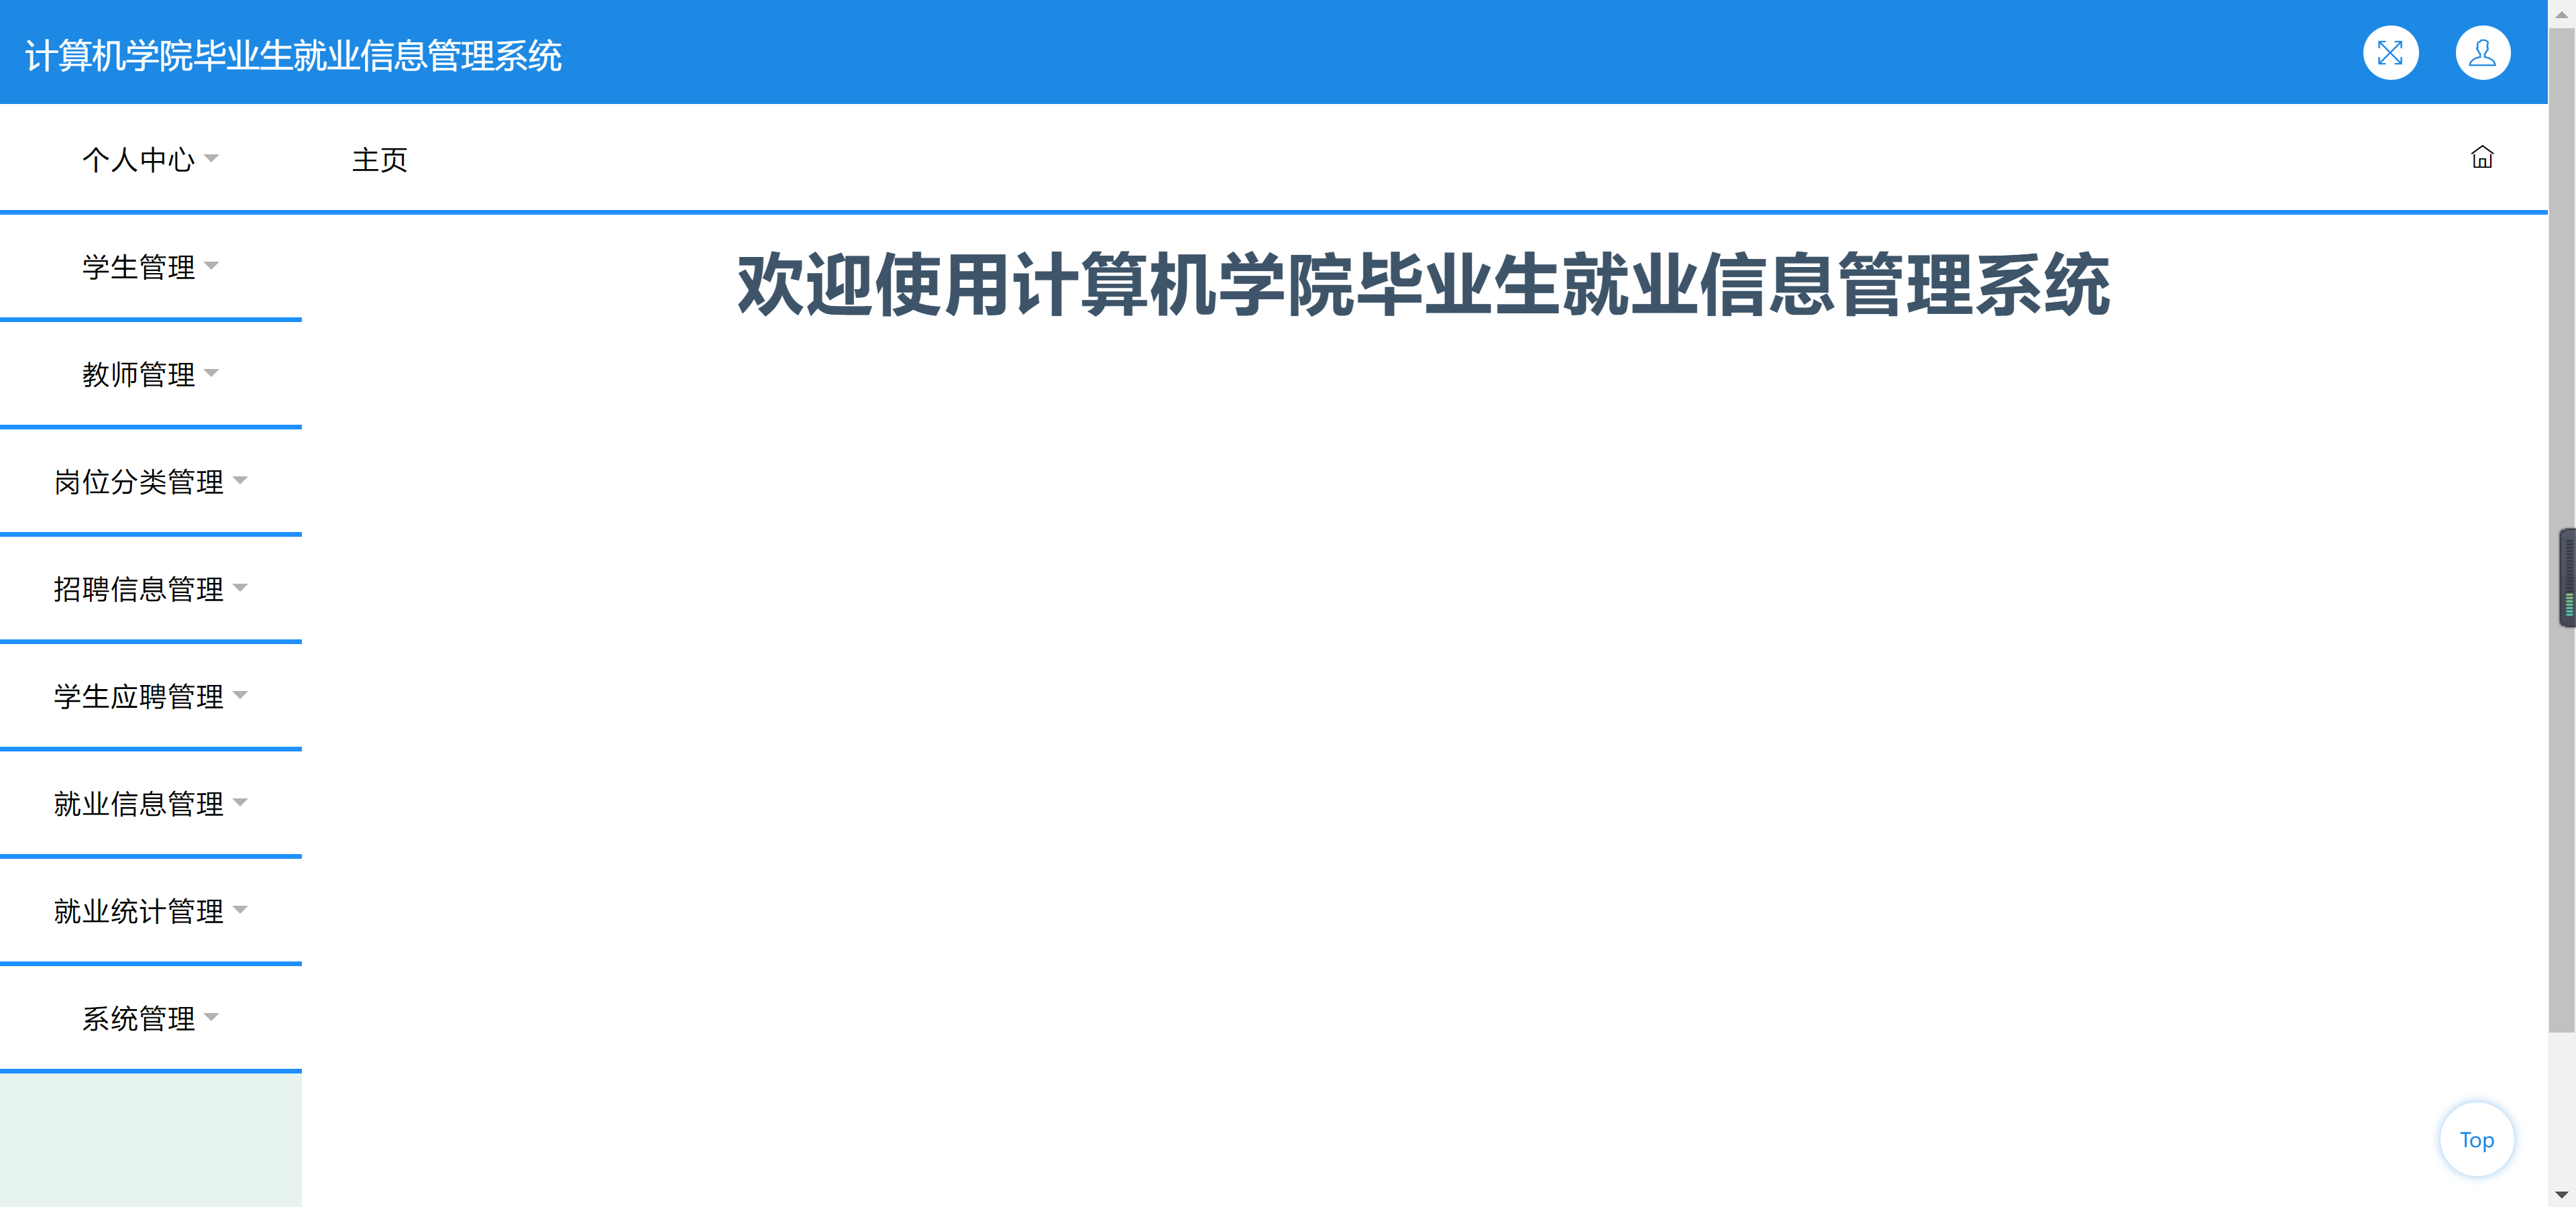 计算机学院毕业生就业信息管理系统
个人中心
主页
学生管理
欢迎使用计算机学院毕业生就业信息管理系统
教师管理
岗位分类管理
招聘信息管理
学生应聘管理
就业信息管理
就业统计管理
系统管理
Top